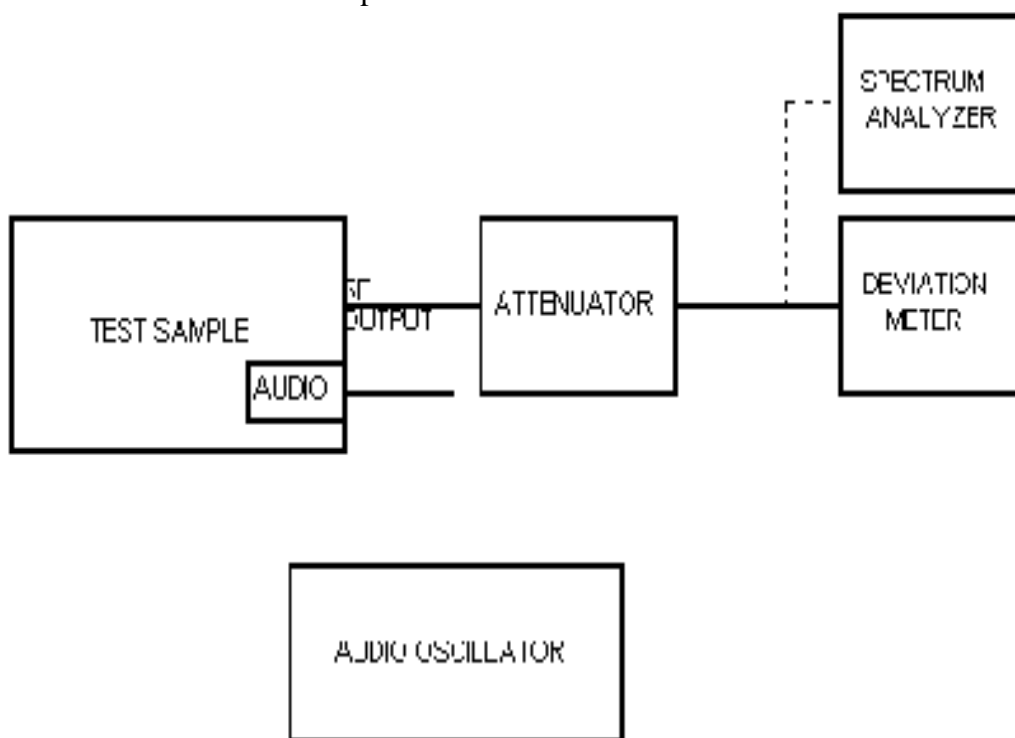 SPECTRUM
ANALYZER
DEVIATION
METER
ATTENUATOR
OUTPUT
TEST SAMPLE
AUDIO
AUDIO OSCILLATOR